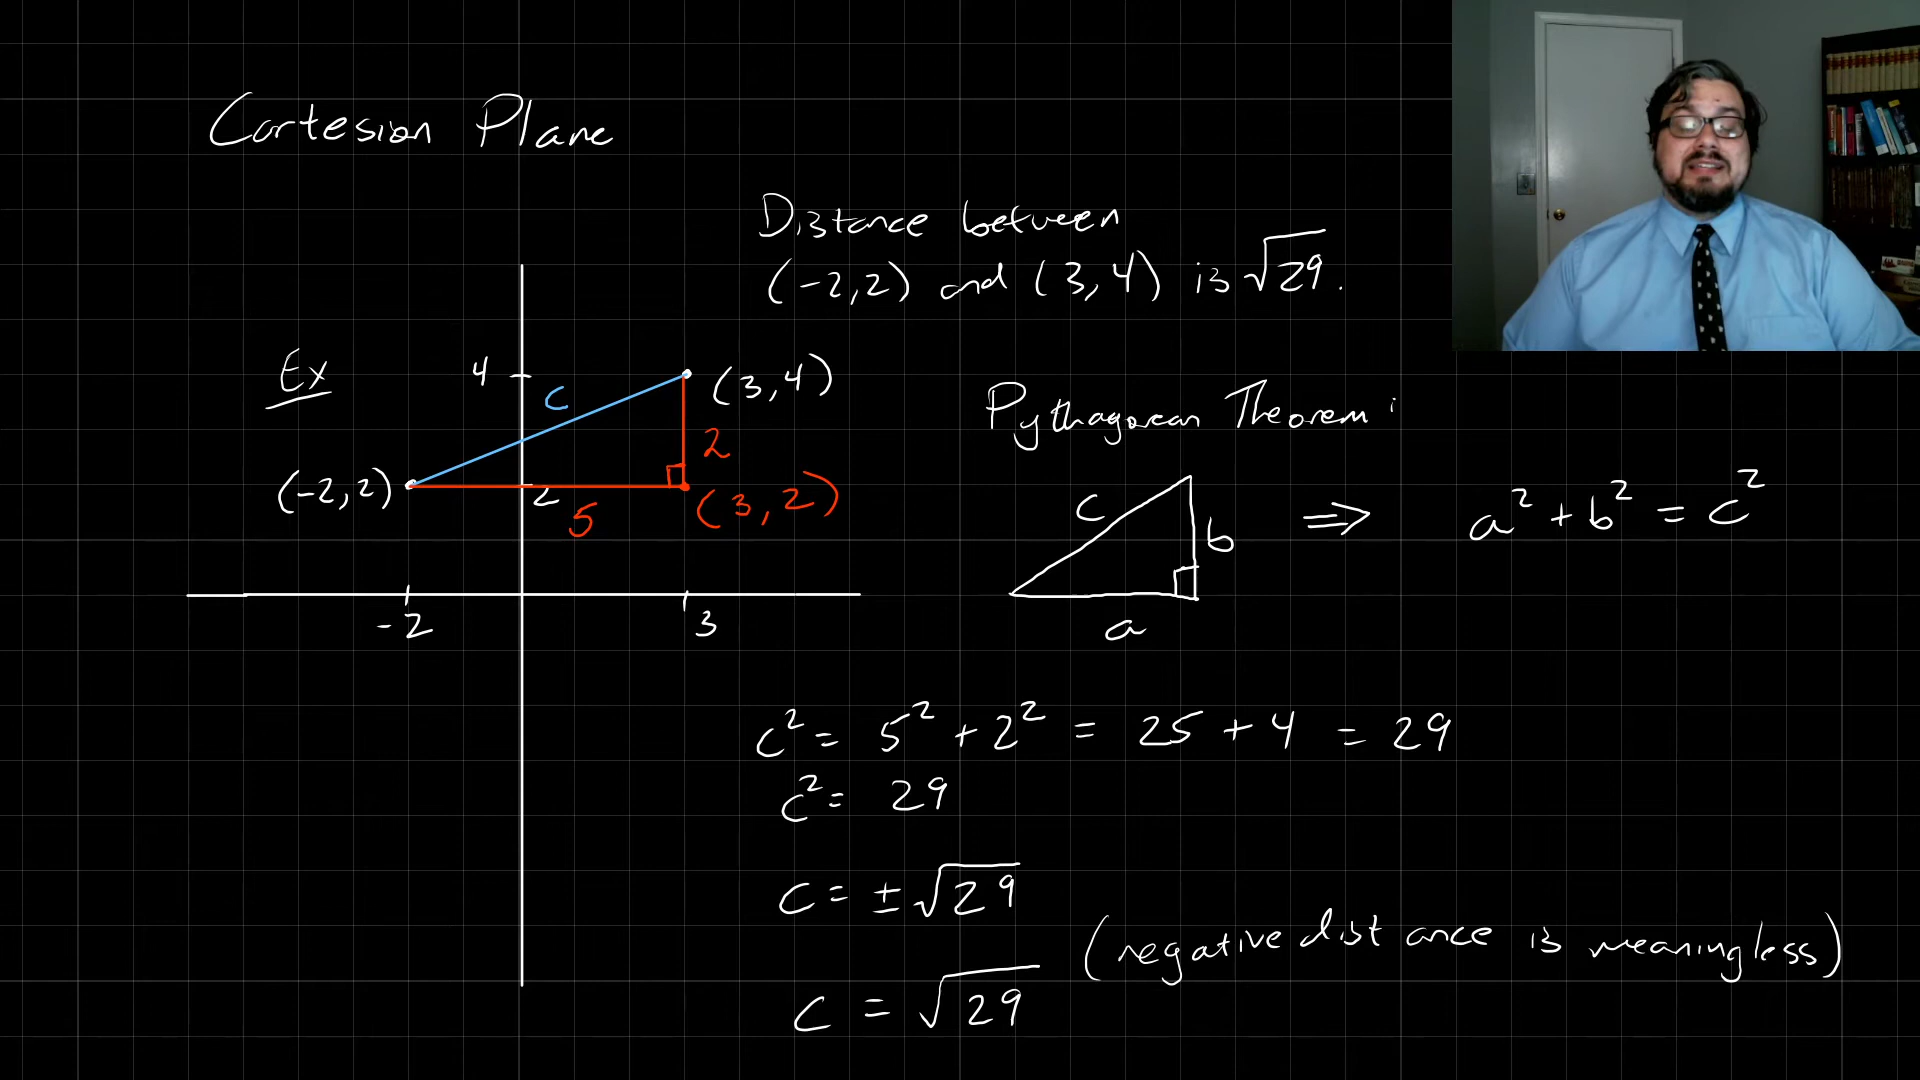 Cartesian Plane
Distance between
(-2,2) and (3,4) is √29.
Ex
4
c
(3,4)
Pythagorean Theorem:
2
(-2,2)
2
5
(3,2)
c
b
⇒ a² + b² = c²
a
-2
3
c² = 5² + 2² = 25 + 4 = 29
c² = 29
c = ±√29
(negative distance is meaningless)
c = √29